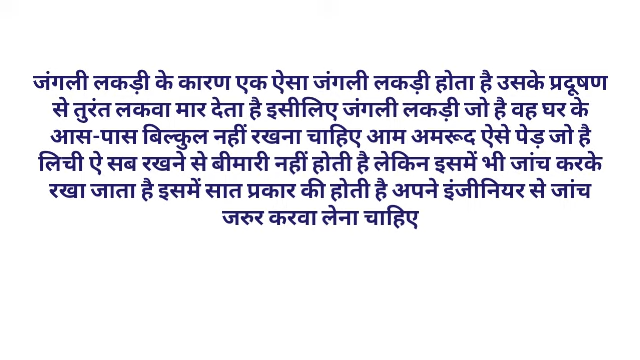 जंगली लकड़ी के कारण एक ऐसा जंगली लकड़ी होता है उसके प्रदूषण
से तुरंत लकवा मार देता है इसीलिए जंगली लकड़ी जो है वह घर के
आस-पास बिल्कुल नहीं रखना चाहिए आम अमरूद ऐसे पेड़ जो है
लिची ऐ सब रखने से बीमारी नहीं होती है लेकिन इसमें भी जांच करके
रखा जाता है इसमें सात प्रकार की होती है अपने इंजीनियर से जांच
जरुर करवा लेना चाहिए